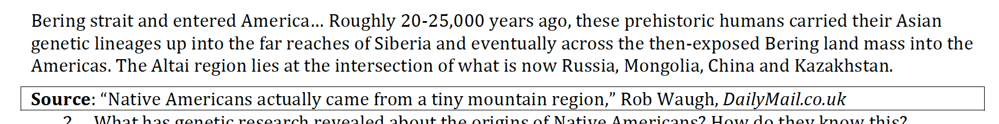 Bering strait and entered America... Roughly 20-25,000 years ago, these prehistoric humans carried their Asian
genetic lineages up into the far reaches of Siberia and eventually across the then-exposed Bering land mass into the
Americas. The Altai region lies at the intersection of what is now Russia, Mongolia, China and Kazakhstan.
Source: “Native Americans actually came from a tiny mountain region,” Rob Waugh, DailyMail.co.uk
2. What has genetic research revealed about the origins of Native Americans? How do they know this?